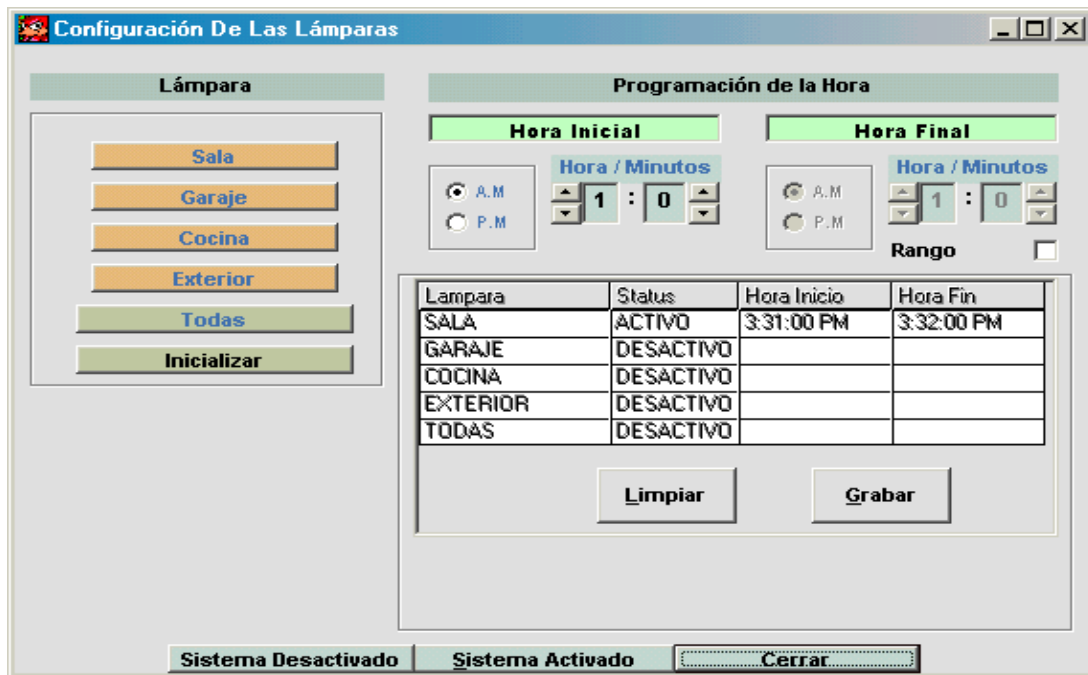 Configuración De Las Lámparas
Lámpara
Sala
Garaje
Cocina
Exterior
Todas
Inicializar
Programación de la Hora
Hora Inicial
Hora Final
A.M
P.M
Hora / Minutos
1 : 0
A.M
P.M
Hora / Minutos
1 : 0
Rango
Lampara Status Hora Inicio Hora Fin
SALA ACTIVO 3:31:00 PM 3:32:00 PM
GARAJE DESACTIVO
COCINA DESACTIVO
EXTERIOR DESACTIVO
TODAS DESACTIVO
Limpiar Grabar
Sistema Desactivado Sistema Activado Cerrar